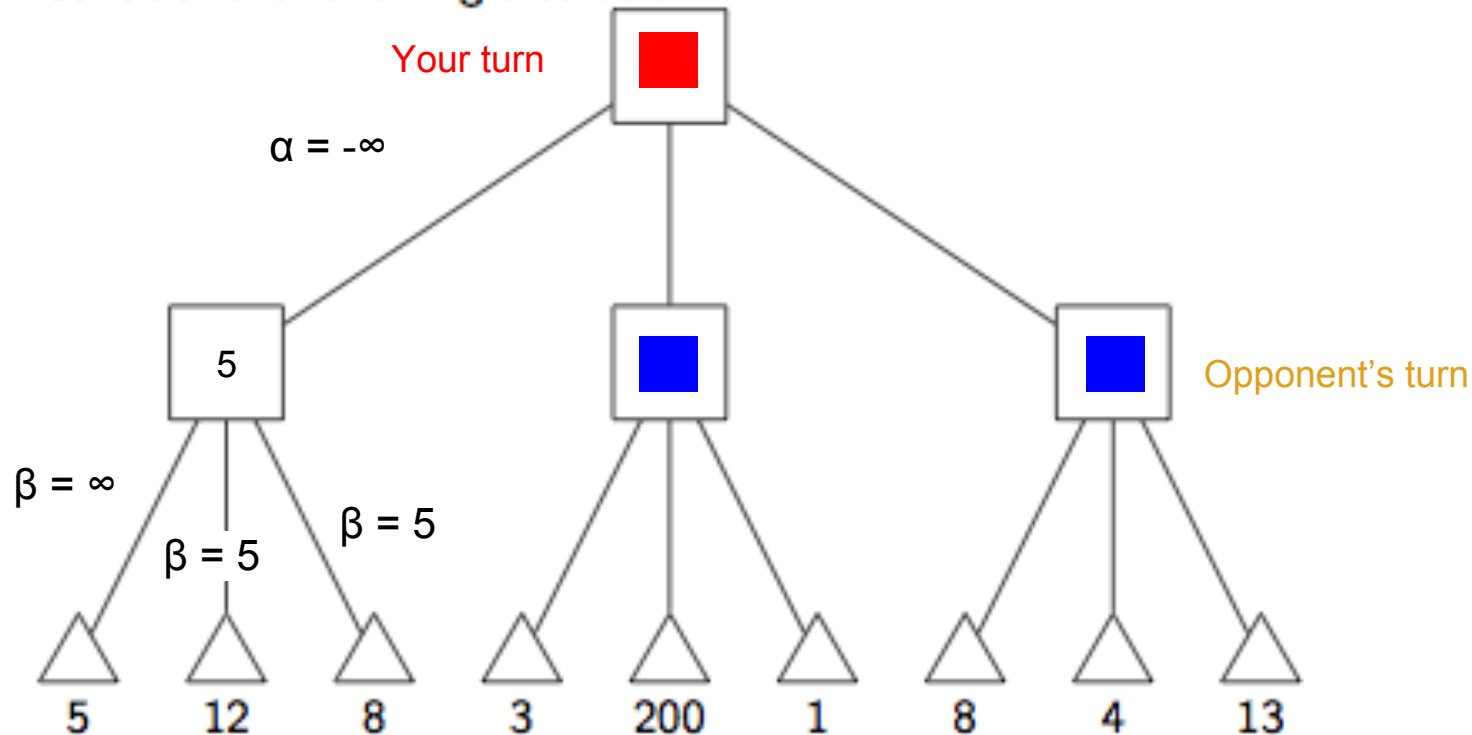 Your turn
α = -∞
5
Opponent's turn
β = ∞
β = 5
β = 5
5 12 8 3 200 1 8 4 13